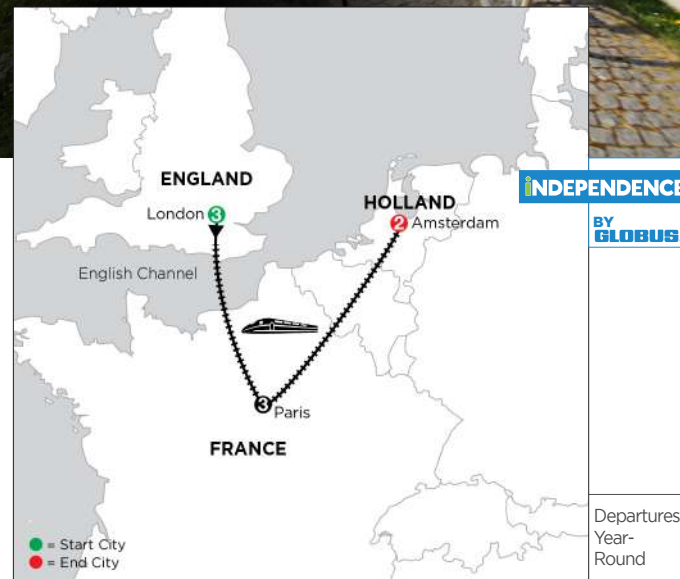 ENGLAND
London 3
HOLLAND
2 Amsterdam
English Channel
3 Paris
FRANCE
= Start City
= End City
iNDEPENDENCE
BY
GLOBUS
Departures
Year-
Round